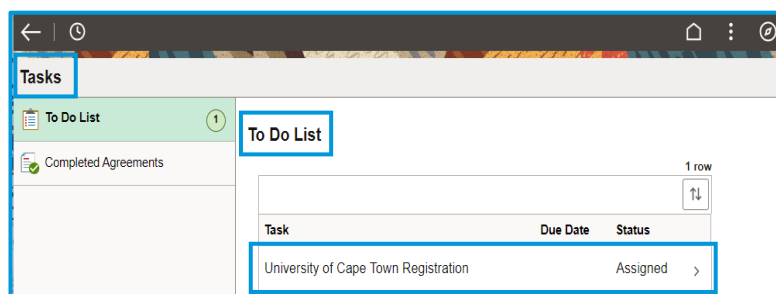 Tasks
To Do List 1
Completed Agreements
To Do List
1 row
Task Due Date Status
University of Cape Town Registration Assigned